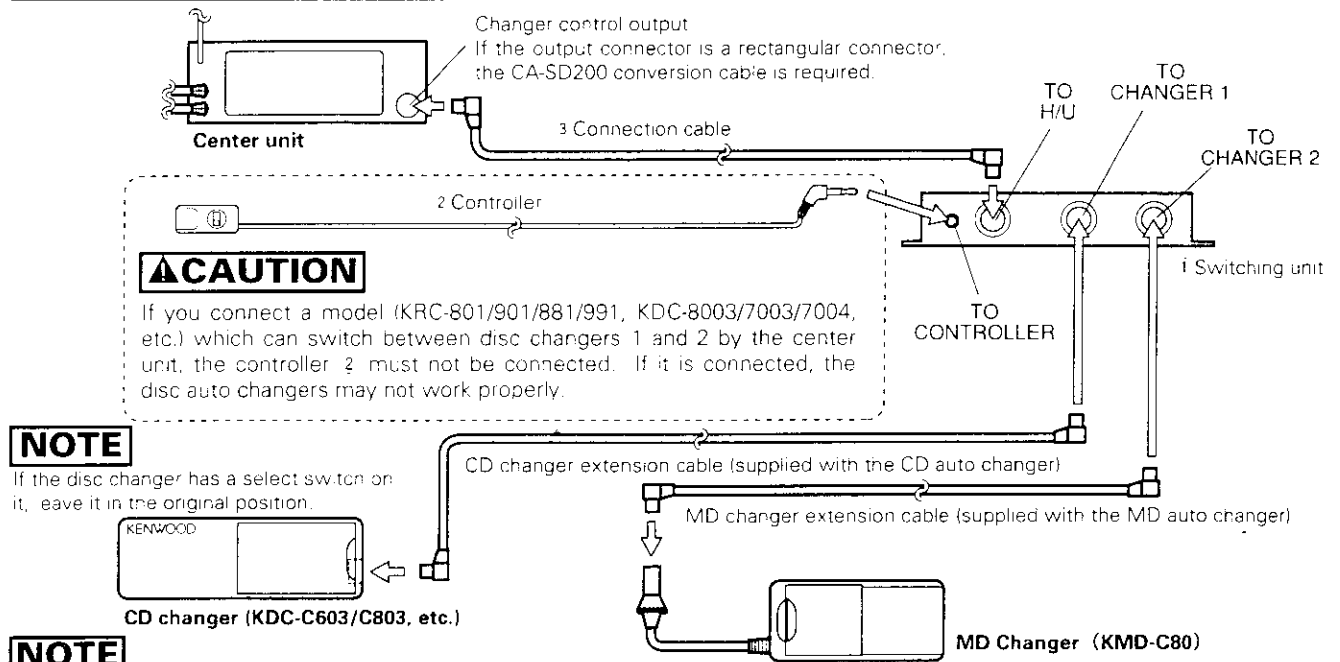 Changer control output
If the output connector is a rectangular connector,
the CA-SD200 conversion cable is required.
TO
H/U
TO
CHANGER 1
TO
CHANGER 2
Center unit
3 Connection cable
2 Controller
1 Switching unit
TO
CONTROLLER
CAUTION
If you connect a model (KRC-801/901/881/991, KDC-8003/7003/7004,
etc.) which can switch between disc changers 1 and 2 by the center
unit, the controller 2 must not be connected. If it is connected, the
disc auto changers may not work properly.
NOTE
If the disc changer has a select switch on
it, leave it in the original position.
CD changer extension cable (supplied with the CD auto changer)
MD changer extension cable (supplied with the MD auto changer)
KENWOOD
CD changer (KDC-C603/C803, etc.)
MD Changer (KMD-C80)
NOTE